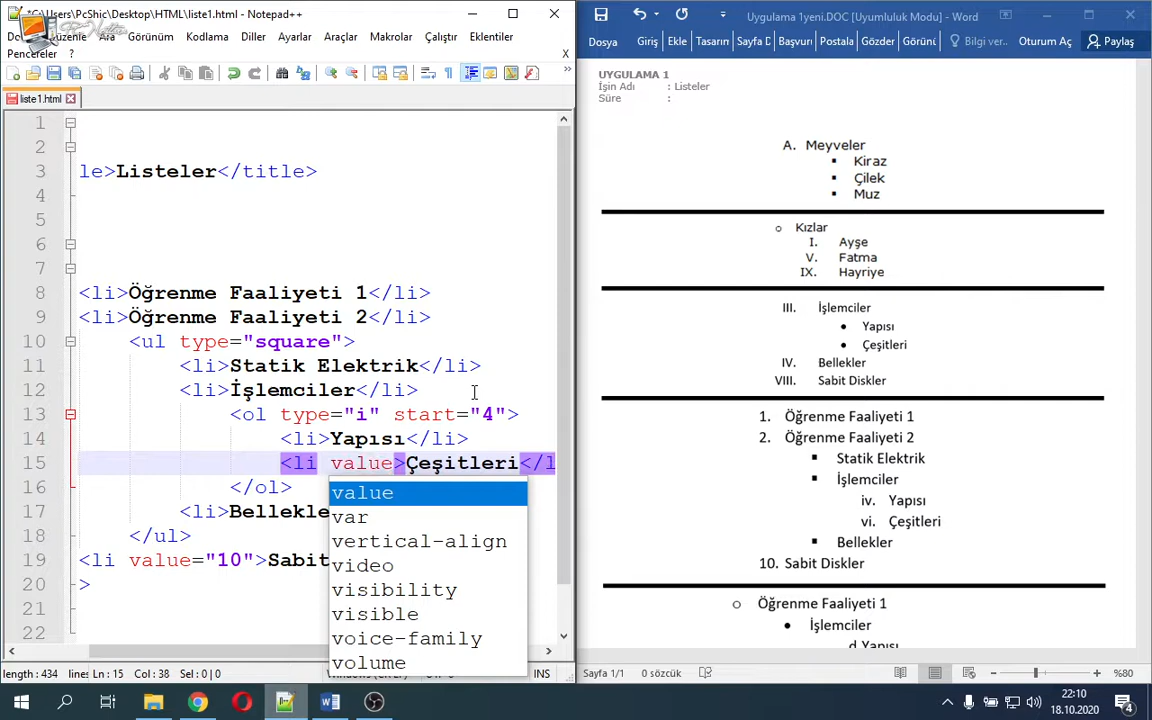 *C:\Users\PcShic\Desktop\HTML\liste1.html - Notepad++
Ara Görünüm Kodlama Diller Ayarlar Araçlar Makrolar Çalıştır Eklentiler
Pencereler ? X
liste1.html
1
2
3 le>Listeler</title>
4
5
6
7
8 <li>Öğrenme Faaliyeti 1</li>
9 <li>Öğrenme Faaliyeti 2</li>
10 <ul type="square">
11 <li>Statik Elektrik</li>
12 <li>İşlemciler</li>
13 <ol type="i" start="4">
14 <li>Yapısı</li>
15 <li value>Çeşitleri</l
16 </ol>
17 <li>Bellekle
18 </ul>
19 <li value="10">Sabit
20 >
21
22
value
var
vertical-align
video
visibility
visible
voice-family
volume
length : 434 lines Ln : 15 Col : 38 Sel : 0 | 0 INS
Uygulama 1yeni.DOC [Uyumluluk Modu] - Word
Dosya Giriş Ekle Tasarın Sayfa D Başvuru Postala Gözder Görünü Bilgi ver.. Oturum Aç Paylaş
UYGULAMA 1
İşin Adı : Listeler
Süre :
A. Meyveler
▪ Kiraz
▪ Çilek
▪ Muz
o Kızlar
I. Ayşe
V. Fatma
IX. Hayriye
III. İşlemciler
• Yapısı
• Çeşitleri
IV. Bellekler
VIII. Sabit Diskler
1. Öğrenme Faaliyeti 1
2. Öğrenme Faaliyeti 2
▪ Statik Elektrik
▪ İşlemciler
iv. Yapısı
vi. Çeşitleri
▪ Bellekler
10. Sabit Diskler
o Öğrenme Faaliyeti 1
• İşlemciler
d. Yapısı
Sayfa 1/1 0 sözcük %80
22:10
18.10.2020
4